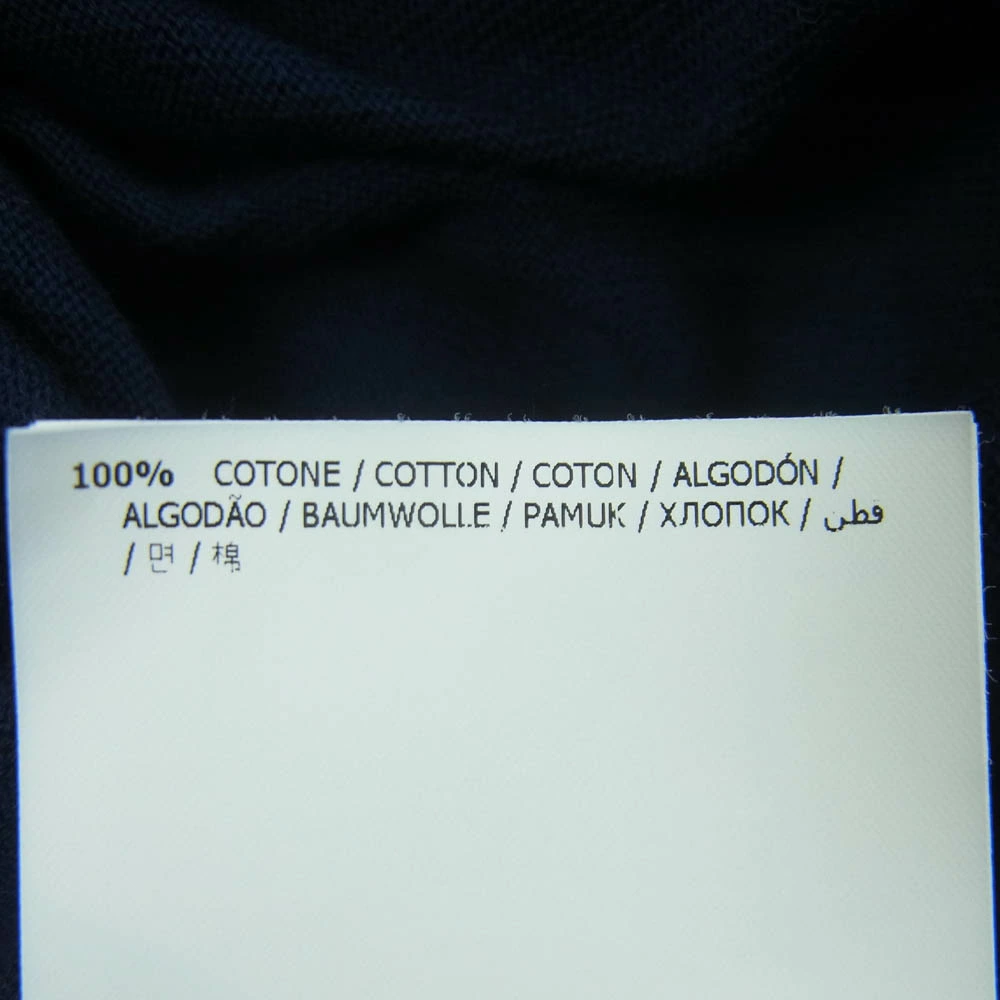 100% COTONE / COTTON / COTON / ALGODÓN /
ALGODÃO / BAUMWOLLE / PAMUK / ХЛОПОК / قطن
/ 면 / 棉